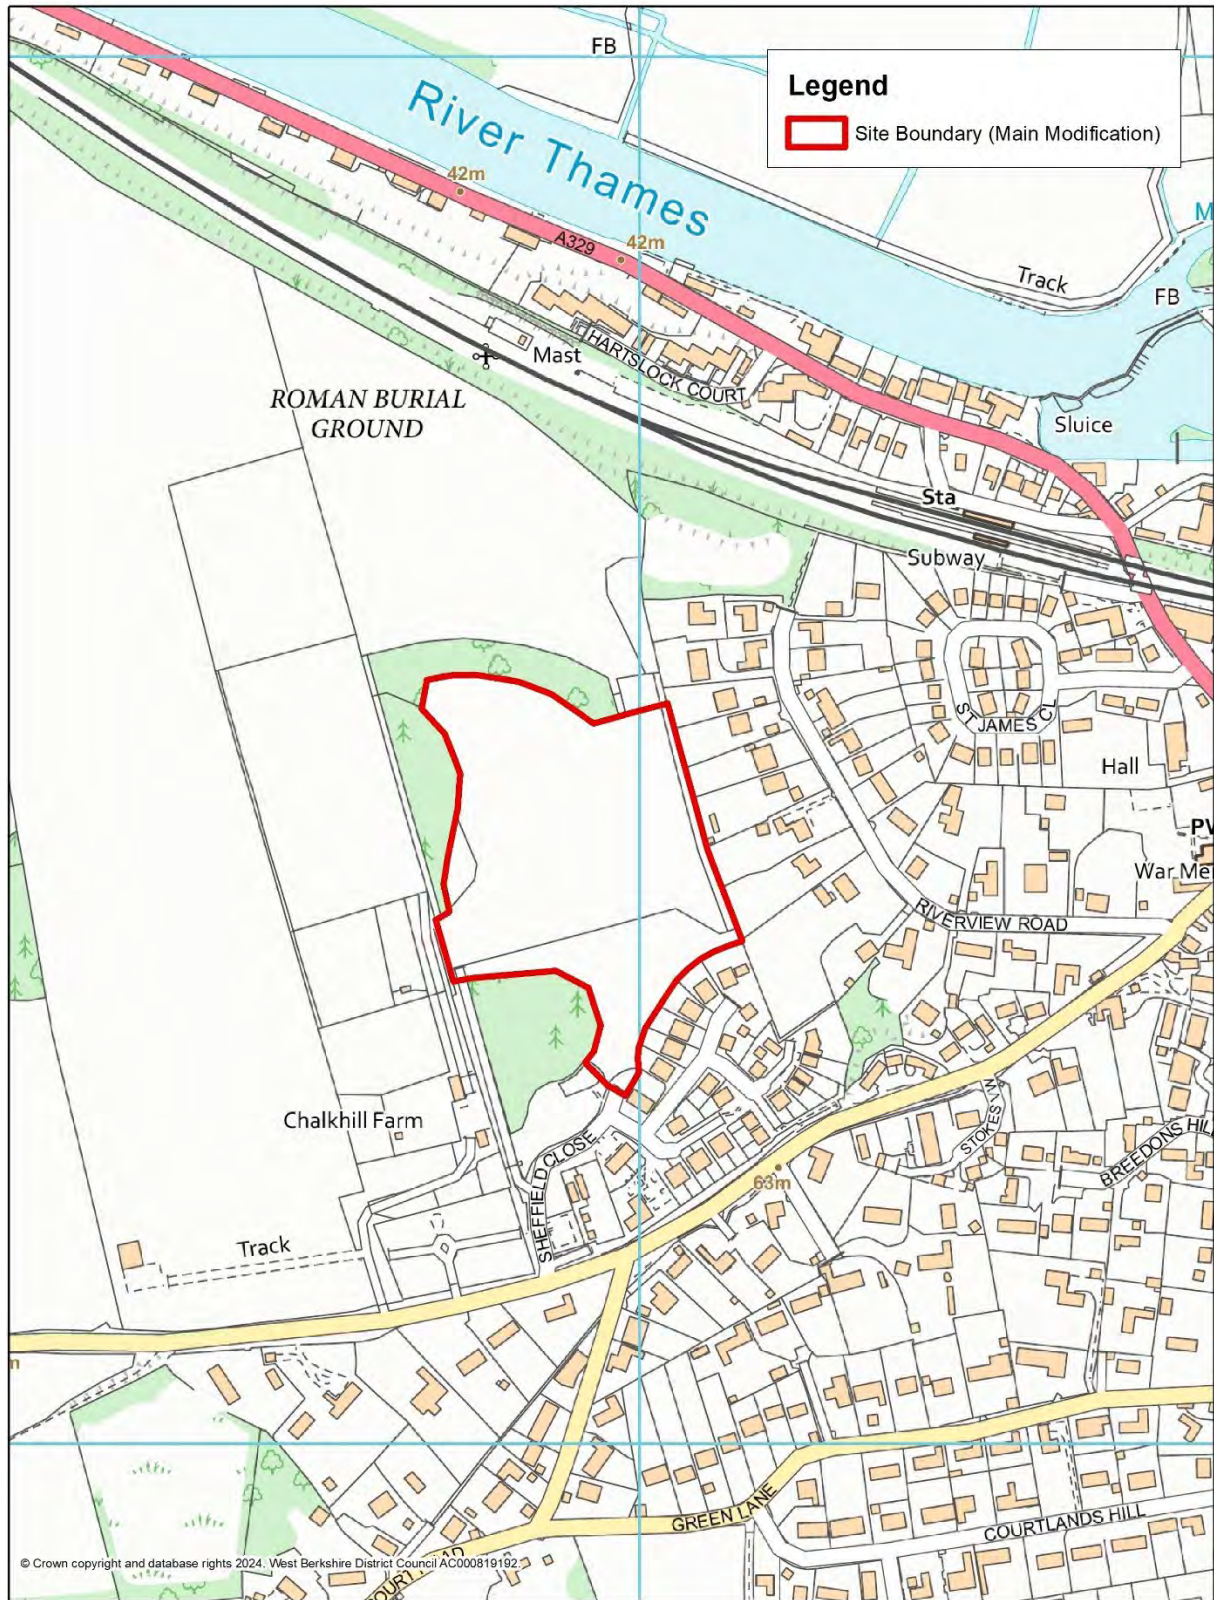 FB
Legend
Site Boundary (Main Modification)
River Thames
42m
A329
42m
M
Track
FB
HARTSLOCK COURT
Mast
ROMAN BURIAL
GROUND
Sluice
Sta
Subway
ST JAMES CL
Hall
PW
War Me
RIVERVIEW ROAD
Chalkhill Farm
SHEFFIELD CLOSE
STOKES VW
BREEDONS HILL
63m
Track
m
GREEN LANE
COURTLANDS HILL
© Crown copyright and database rights 2024. West Berkshire District Council AC000819192.